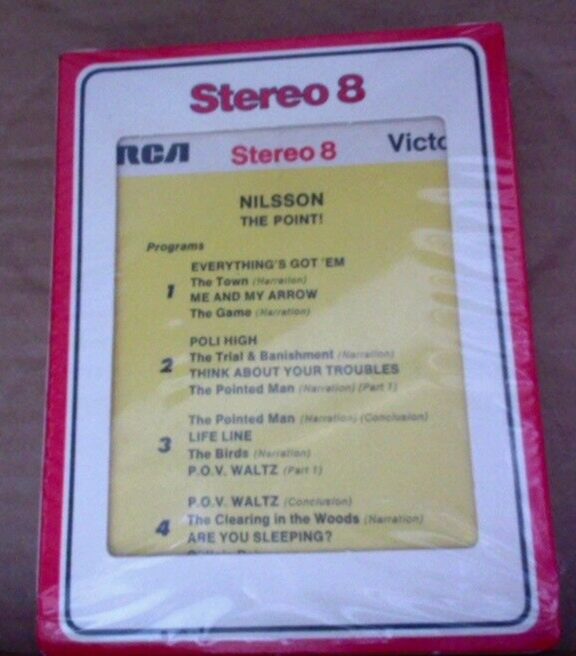 Stereo 8
RCA Stereo 8 Victo
NILSSON
THE POINT!
Programs
1
EVERYTHING'S GOT 'EM
The Town (Narration)
ME AND MY ARROW
The Game (Narration)
2
POLI HIGH
The Trial & Banishment (Narration)
THINK ABOUT YOUR TROUBLES
The Pointed Man (Narration) (Part 1)
3
The Pointed Man (Narration) (Conclusion)
LIFE LINE
The Birds (Narration)
P.O.V. WALTZ (Part 1)
4
P.O.V. WALTZ (Conclusion)
The Clearing in the Woods (Narration)
ARE YOU SLEEPING?